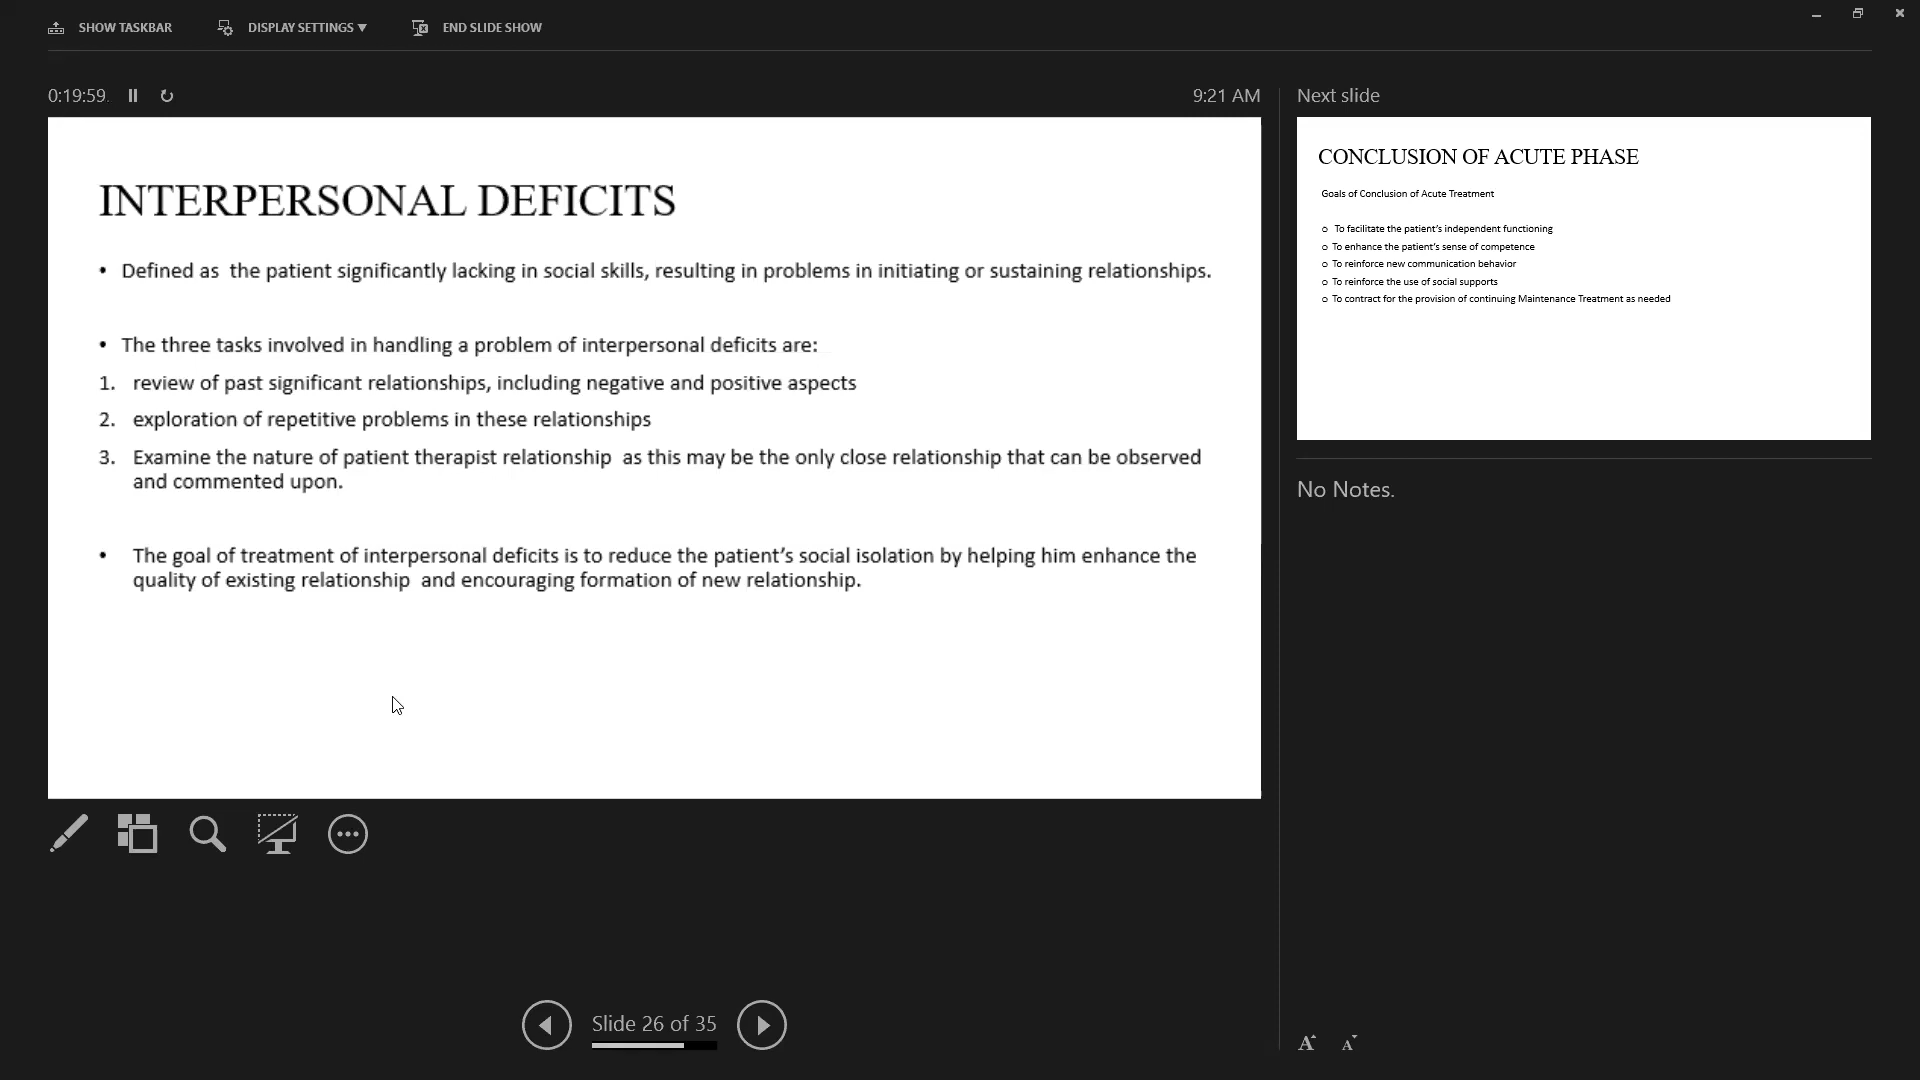 SHOW TASKBAR
DISPLAY SETTINGS ▼
END SLIDE SHOW
0:19:59
9:21 AM
INTERPERSONAL DEFICITS
• Defined as  the patient significantly lacking in social skills, resulting in problems in initiating or sustaining relationships.
• The three tasks involved in handling a problem of interpersonal deficits are:
1. review of past significant relationships, including negative and positive aspects
2. exploration of repetitive problems in these relationships
3. Examine the nature of patient therapist relationship  as this may be the only close relationship that can be observed
and commented upon.
• The goal of treatment of interpersonal deficits is to reduce the patient's social isolation by helping him enhance the
quality of existing relationship  and encouraging formation of new relationship.
Slide 26 of 35
Next slide
CONCLUSION OF ACUTE PHASE
Goals of Conclusion of Acute Treatment
o To facilitate the patient's independent functioning
o To enhance the patient's sense of competence
o To reinforce new communication behavior
o To reinforce the use of social supports
o To contract for the provision of continuing Maintenance Treatment as needed
No Notes.
A A